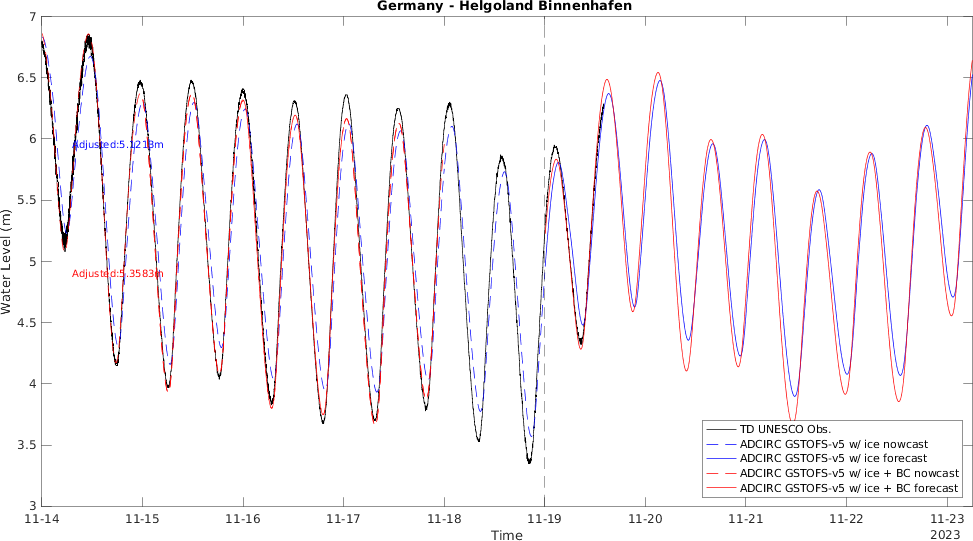 Germany - Helgoland Binnenhafen
7
6.5
6
5.5
5
4.5
4
3.5
3
Water Level (m)
Adjusted:5.1213m
Adjusted:5.3583m
TD UNESCO Obs.
ADCIRC GSTOFS-v5 w/ ice nowcast
ADCIRC GSTOFS-v5 w/ ice forecast
ADCIRC GSTOFS-v5 w/ ice + BC nowcast
ADCIRC GSTOFS-v5 w/ ice + BC forecast
11-14 11-15 11-16 11-17 11-18 11-19 11-20 11-21 11-22 11-23
Time 2023